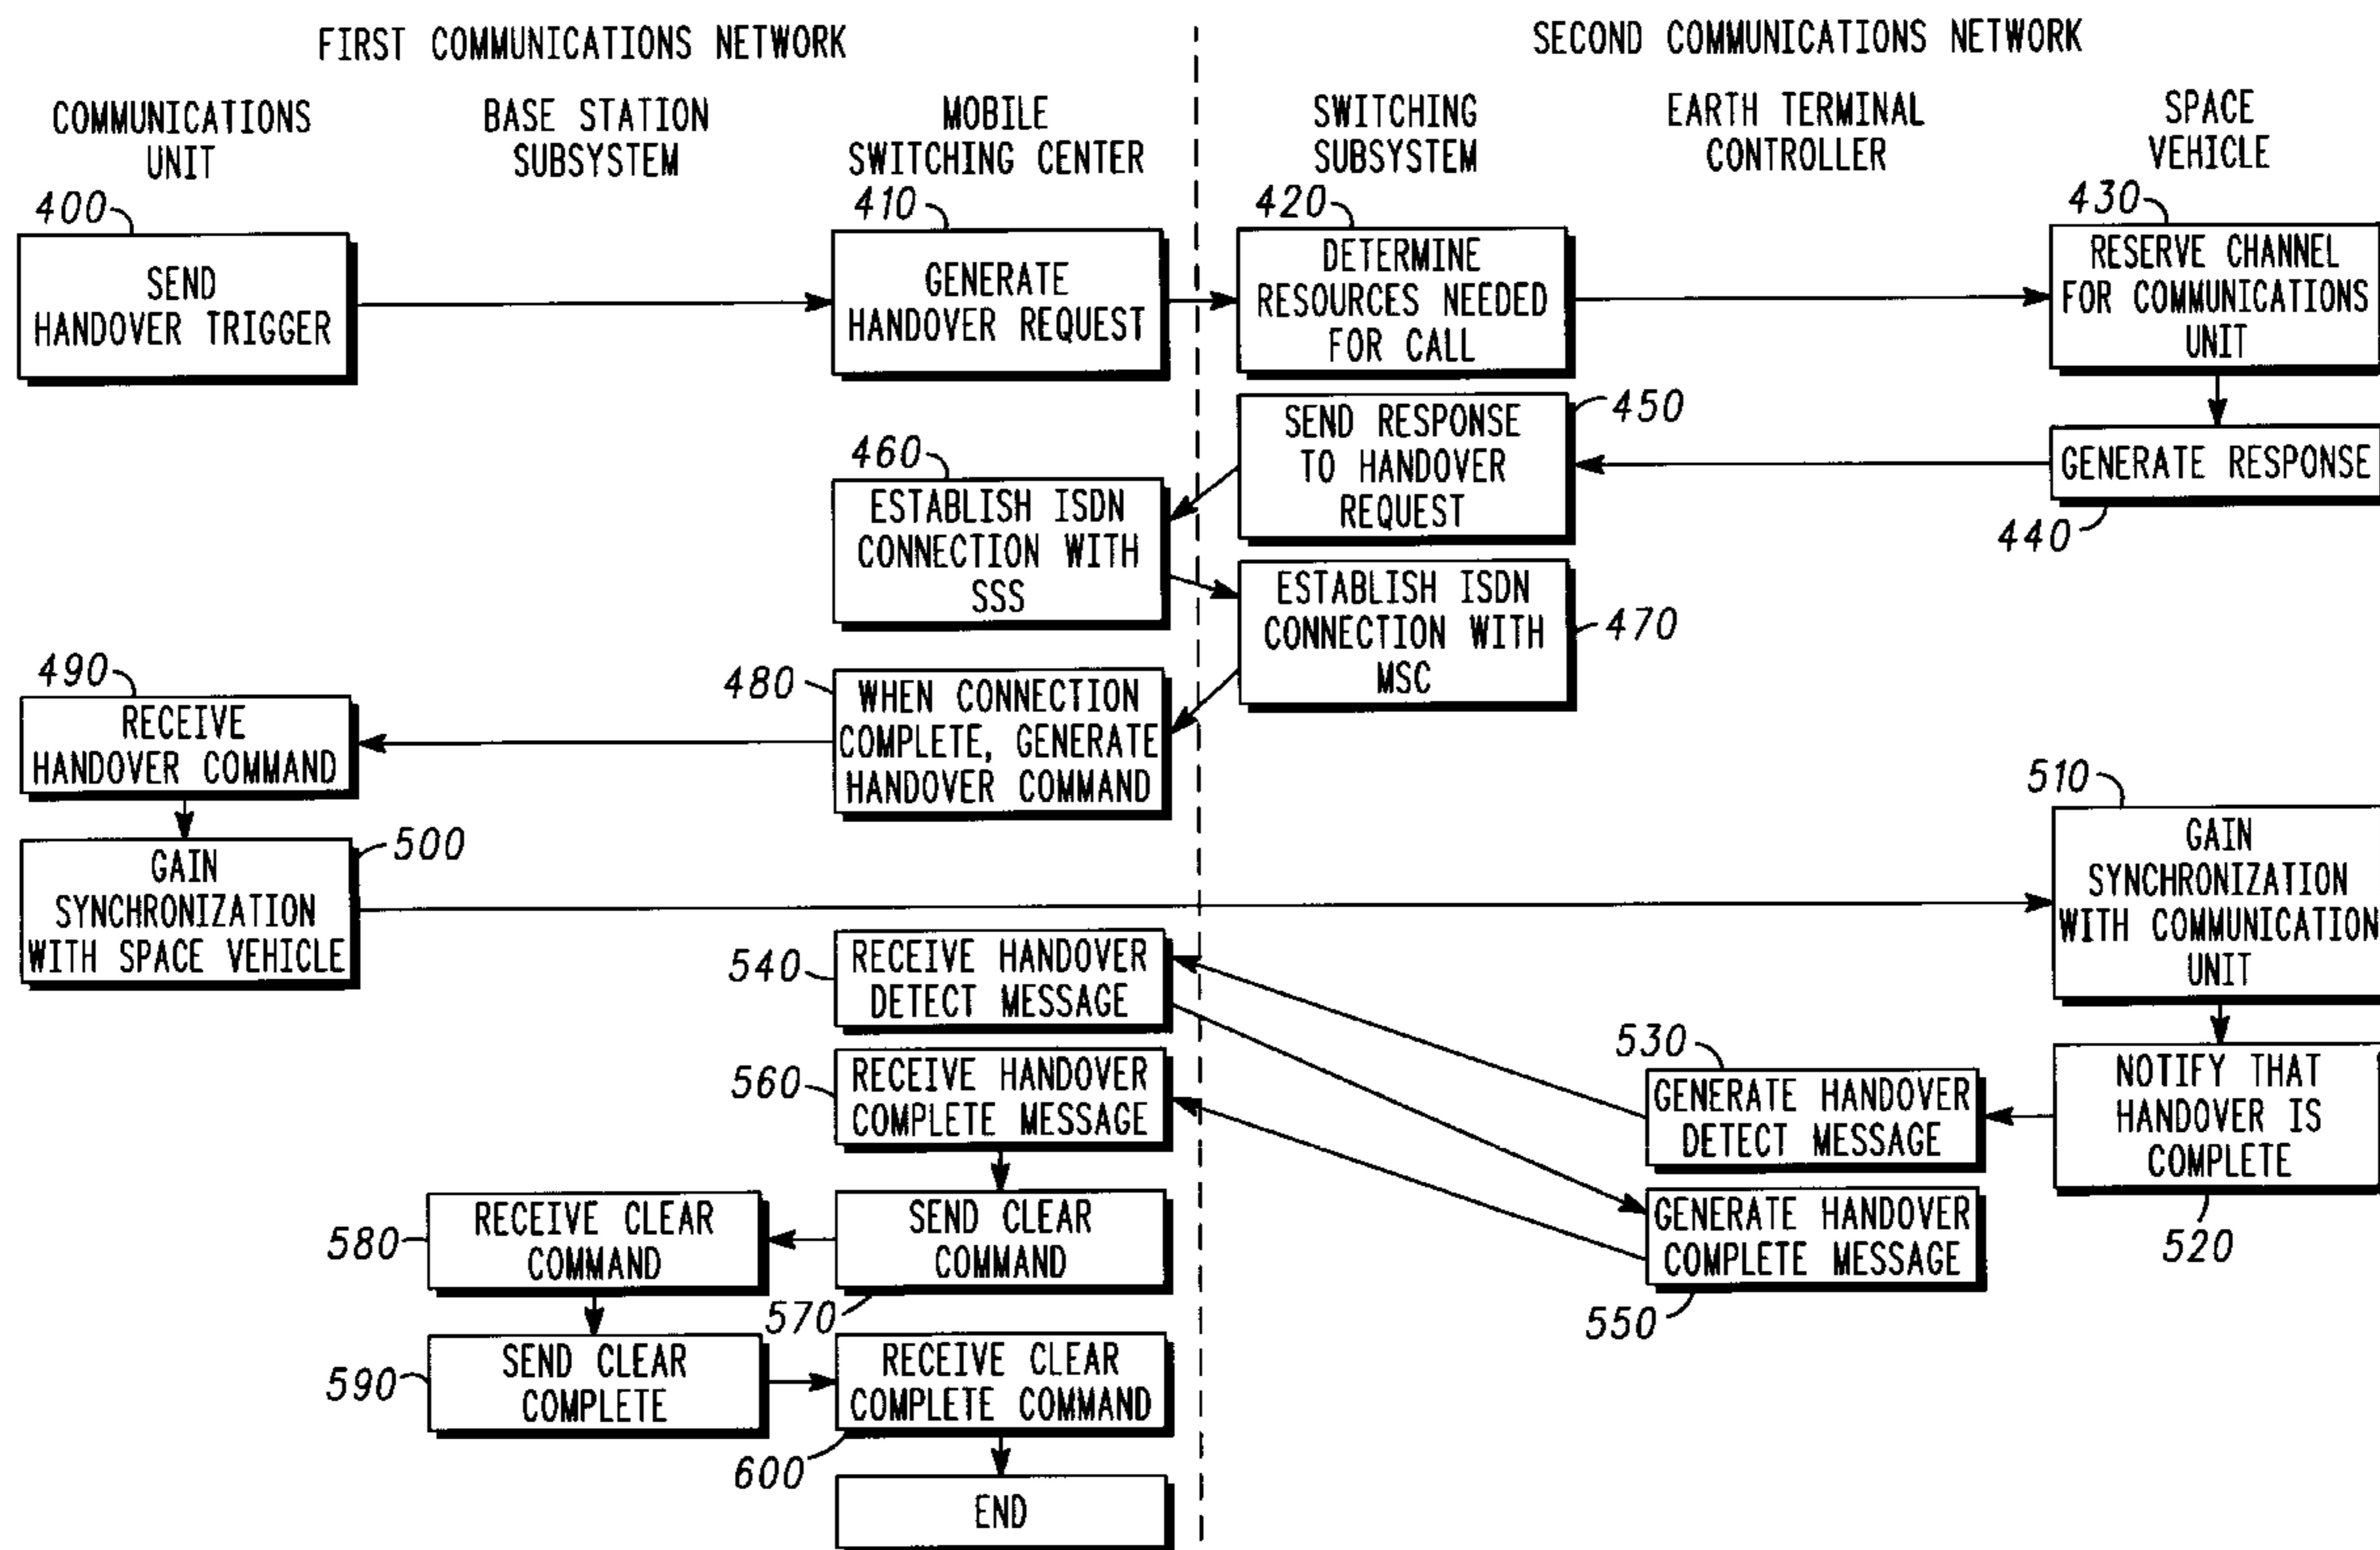 FIRST COMMUNICATIONS NETWORK
SECOND COMMUNICATIONS NETWORK
COMMUNICATIONS
UNIT
BASE STATION
SUBSYSTEM
MOBILE
SWITCHING CENTER
SWITCHING
SUBSYSTEM
EARTH TERMINAL
CONTROLLER
SPACE
VEHICLE
400
SEND
HANDOVER TRIGGER
410
GENERATE
HANDOVER REQUEST
420
DETERMINE
RESOURCES NEEDED
FOR CALL
430
RESERVE CHANNEL
FOR COMMUNICATIONS
UNIT
GENERATE RESPONSE
440
450
SEND RESPONSE
TO HANDOVER
REQUEST
460
ESTABLISH ISDN
CONNECTION WITH
SSS
ESTABLISH ISDN
CONNECTION WITH
MSC
470
480
WHEN CONNECTION
COMPLETE, GENERATE
HANDOVER COMMAND
490
RECEIVE
HANDOVER COMMAND
500
GAIN
SYNCHRONIZATION
WITH SPACE VEHICLE
510
GAIN
SYNCHRONIZATION
WITH COMMUNICATION
UNIT
NOTIFY THAT
HANDOVER IS
COMPLETE
520
530
GENERATE HANDOVER
DETECT MESSAGE
540
RECEIVE HANDOVER
DETECT MESSAGE
GENERATE HANDOVER
COMPLETE MESSAGE
550
560
RECEIVE HANDOVER
COMPLETE MESSAGE
SEND CLEAR
COMMAND
570
580
RECEIVE CLEAR
COMMAND
590
SEND CLEAR
COMPLETE
RECEIVE CLEAR
COMPLETE COMMAND
600
END